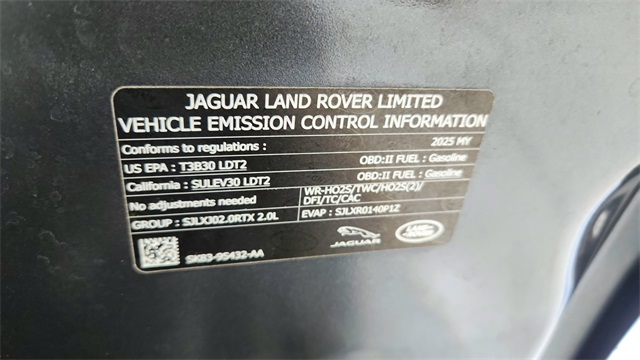 JAGUAR LAND ROVER LIMITED
VEHICLE EMISSION CONTROL INFORMATION
Conforms to regulations : 2025 MY
US EPA : T3B30 LDT2 OBD:II FUEL : Gasoline
California : SULEV30 LDT2 OBD:II FUEL : Gasoline
No adjustments needed WR-HO2S/TWC/HO2S(2)/
DFI/TC/CAC
GROUP : SJLXJ02.0RTX 2.0L EVAP : SJLXR0140P1Z
JAGUAR
LAND
ROVER
SK83-9S432-AA